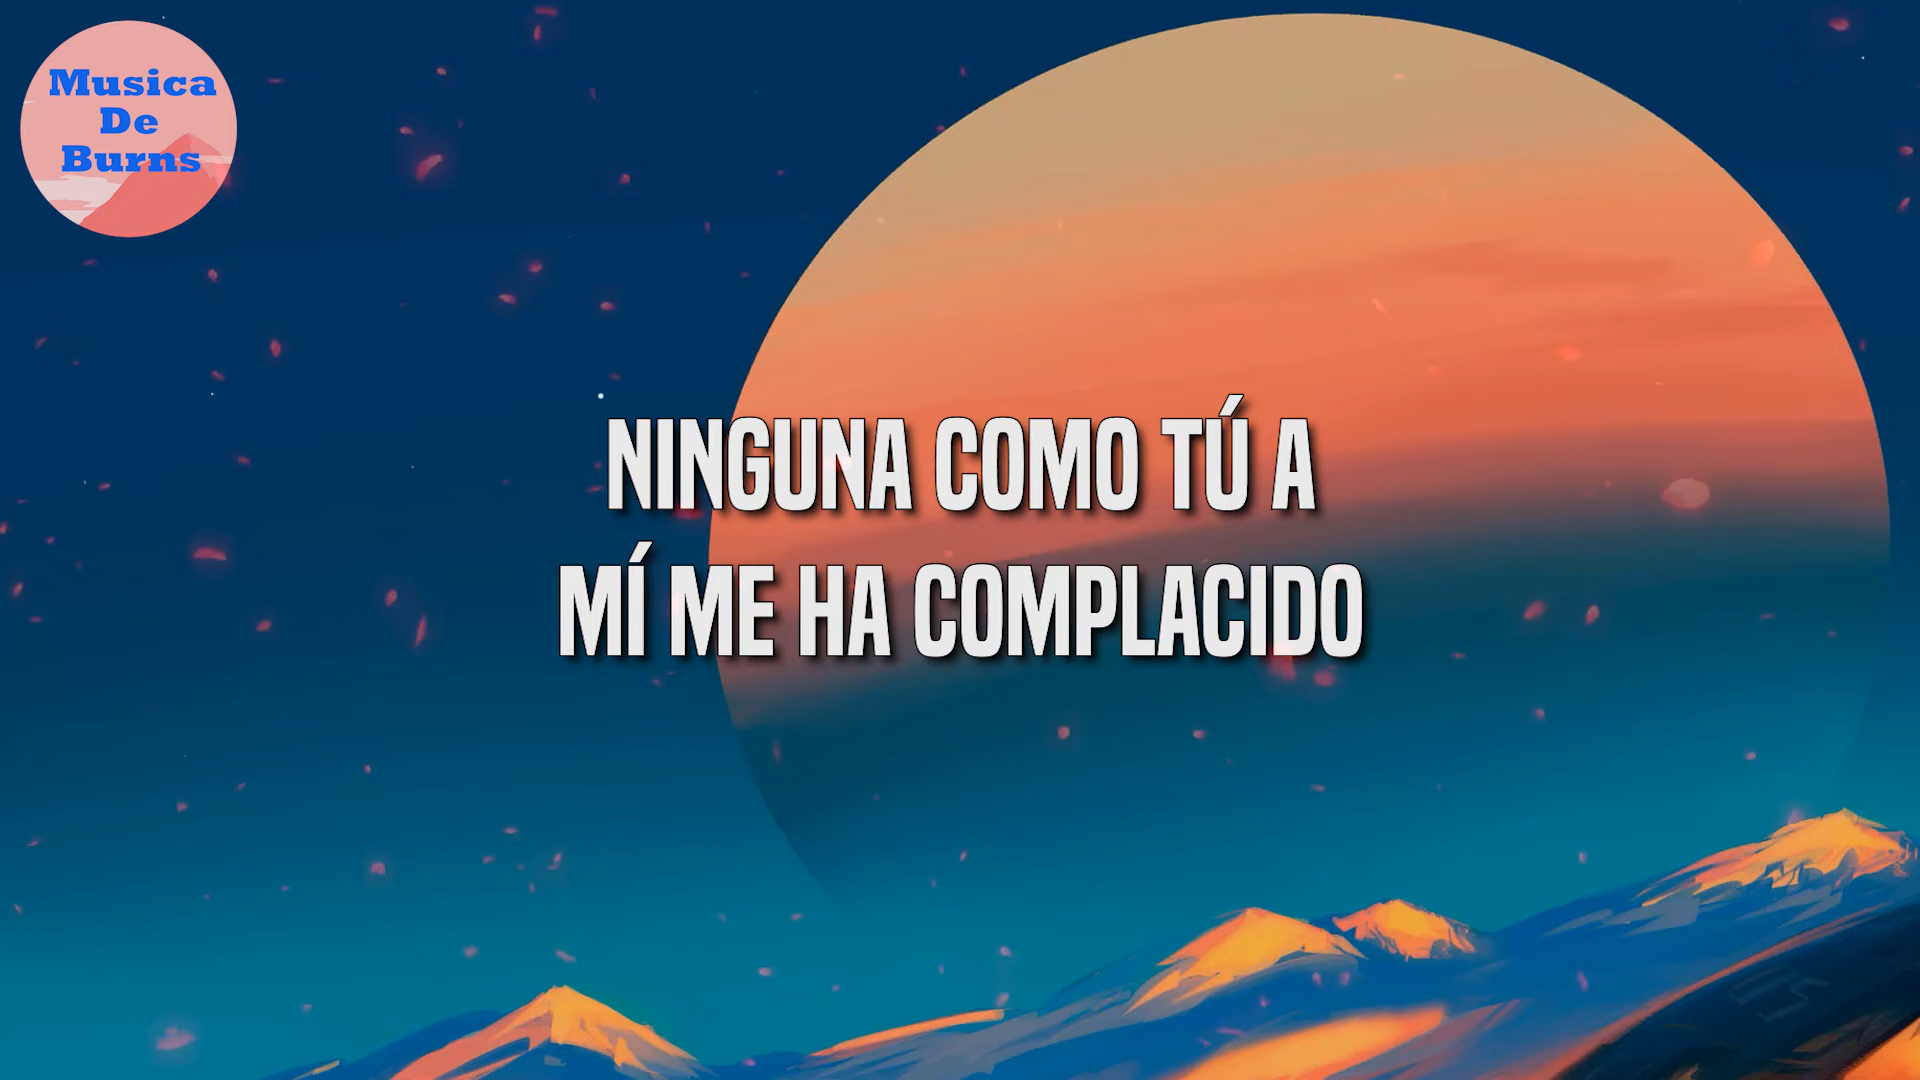 Musica
De
Burns
NINGUNA COMO TÚ A
MÍ ME HA COMPLACIDO